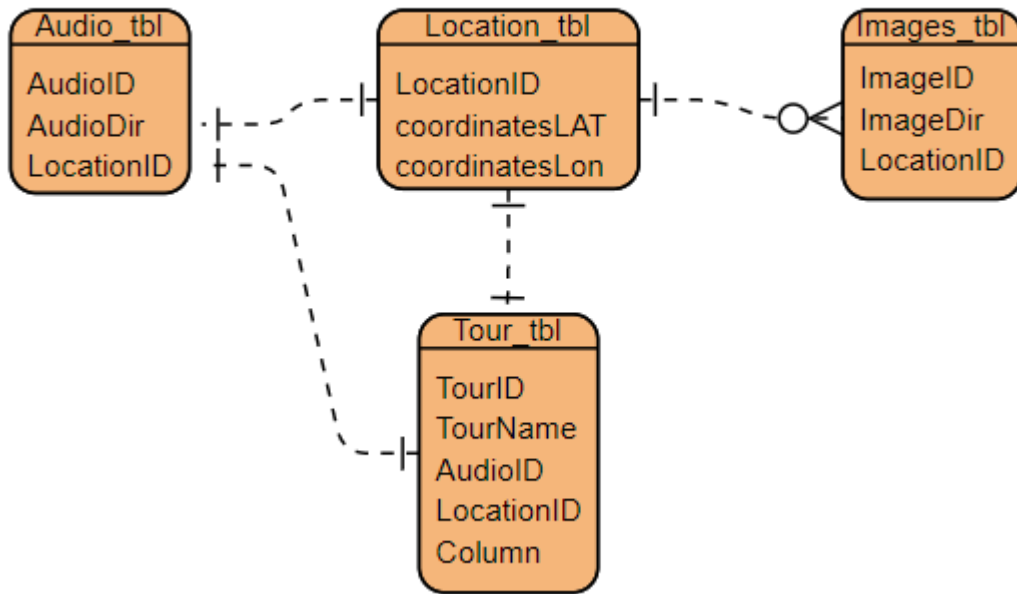 Audio_tbl
AudioID
AudioDir
LocationID
Location_tbl
LocationID
coordinatesLAT
coordinatesLon
Images_tbl
ImageID
ImageDir
LocationID
Tour_tbl
TourID
TourName
AudioID
LocationID
Column